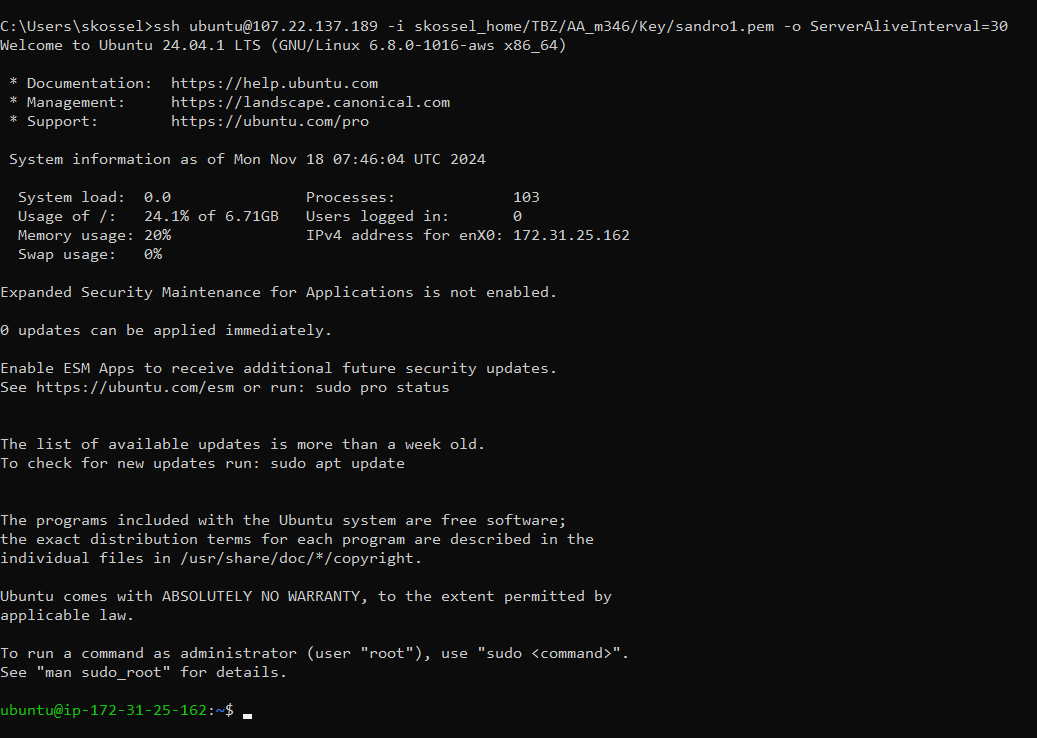 C:\Users\skossel>ssh ubuntu@107.22.137.189 -i skossel_home/TBZ/AA_m346/Key/sandro1.pem -o ServerAliveInterval=30
Welcome to Ubuntu 24.04.1 LTS (GNU/Linux 6.8.0-1016-aws x86_64)

 * Documentation:  https://help.ubuntu.com
 * Management:     https://landscape.canonical.com
 * Support:        https://ubuntu.com/pro

 System information as of Mon Nov 18 07:46:04 UTC 2024

  System load:  0.0               Processes:             103
  Usage of /:   24.1% of 6.71GB   Users logged in:       0
  Memory usage: 20%               IPv4 address for enX0: 172.31.25.162
  Swap usage:   0%

Expanded Security Maintenance for Applications is not enabled.

0 updates can be applied immediately.

Enable ESM Apps to receive additional future security updates.
See https://ubuntu.com/esm or run: sudo pro status


The list of available updates is more than a week old.
To check for new updates run: sudo apt update


The programs included with the Ubuntu system are free software;
the exact distribution terms for each program are described in the
individual files in /usr/share/doc/*/copyright.

Ubuntu comes with ABSOLUTELY NO WARRANTY, to the extent permitted by
applicable law.

To run a command as administrator (user "root"), use "sudo <command>".
See "man sudo_root" for details.

ubuntu@ip-172-31-25-162:~$